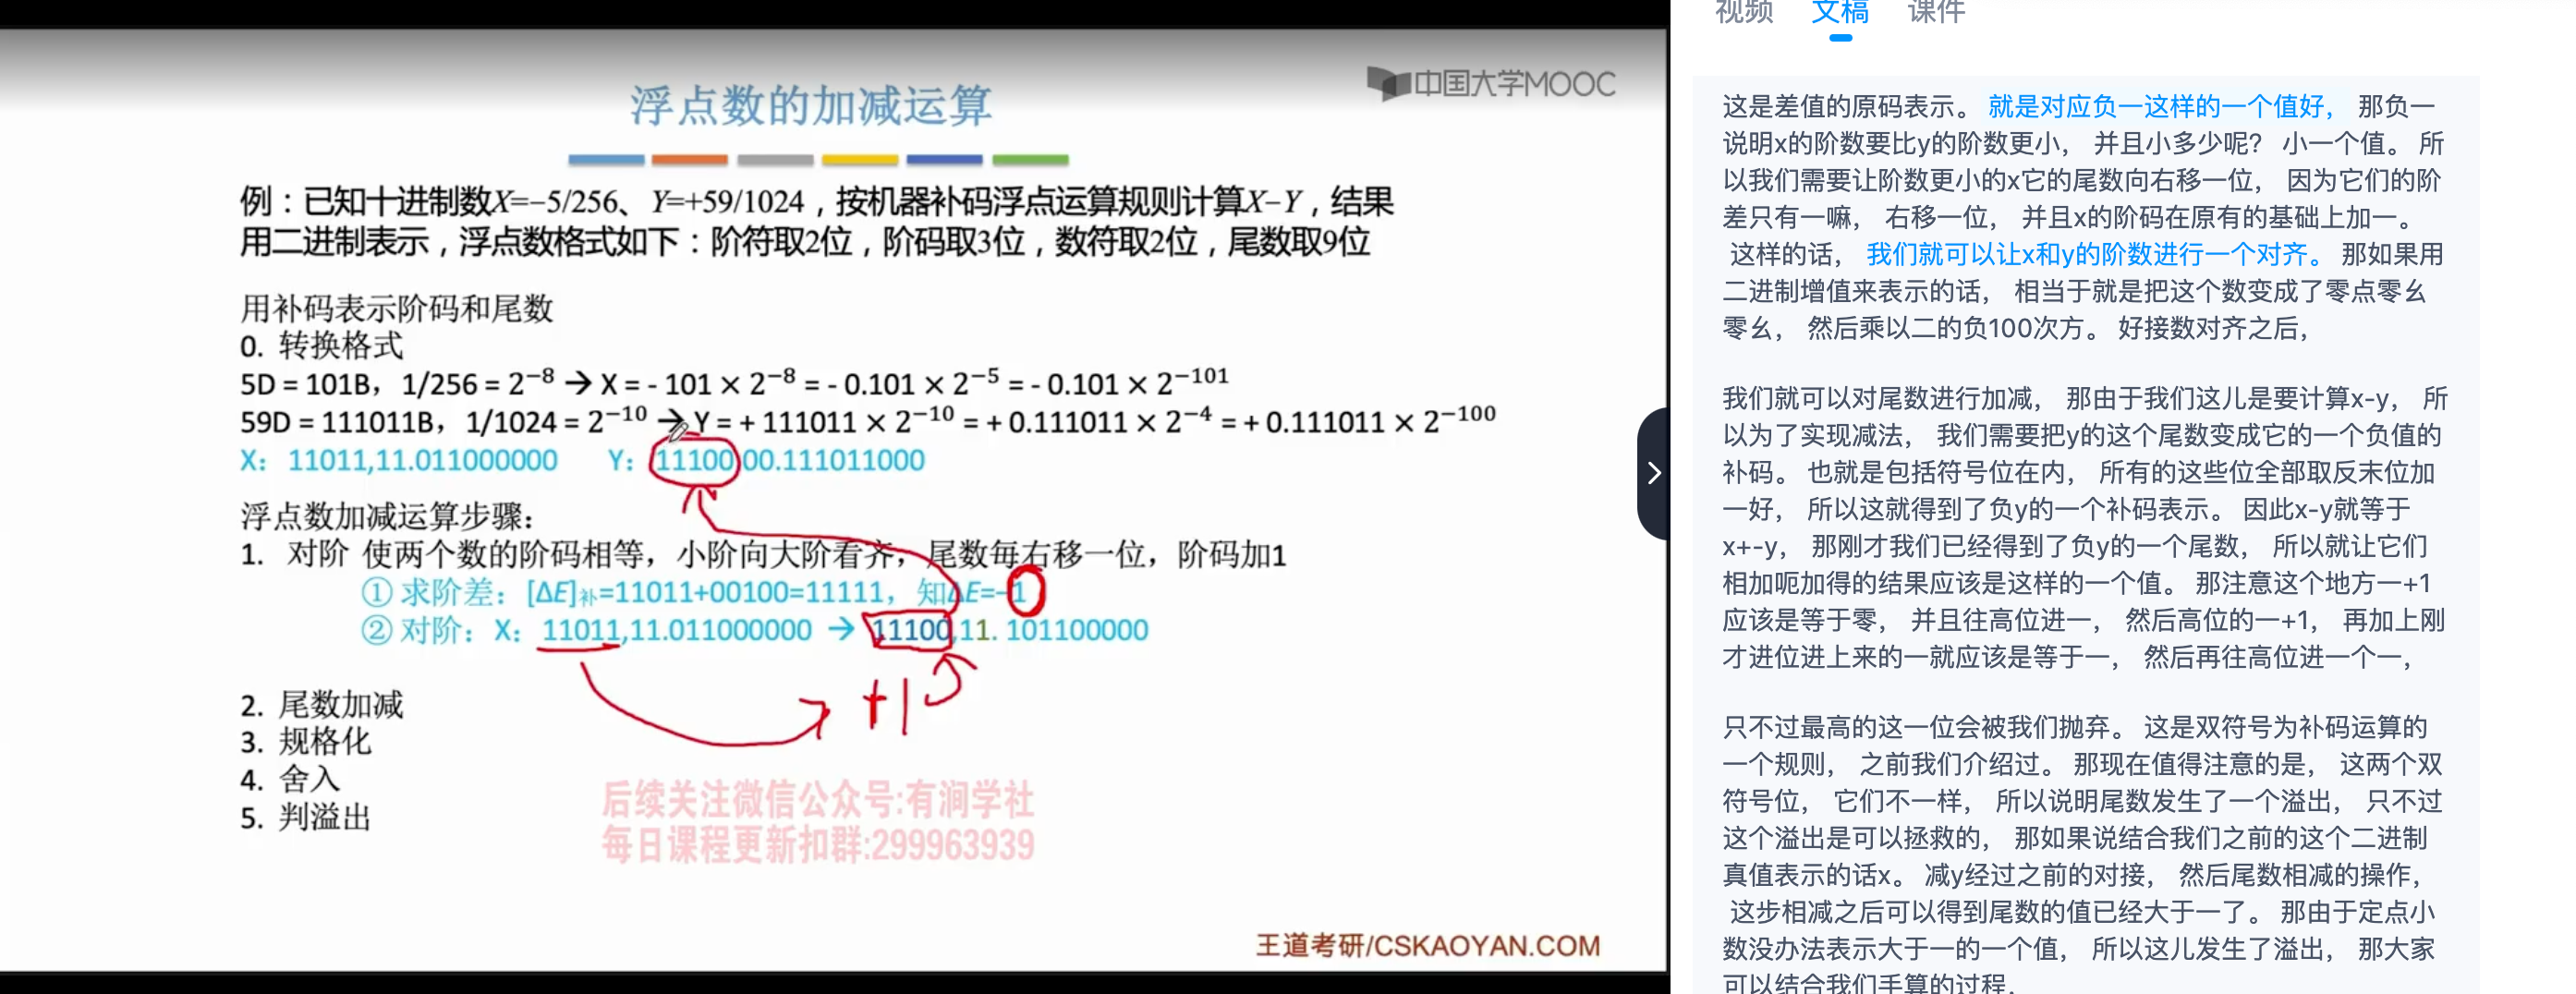 浮点数的加减运算
中国大学MOOC
例：已知十进制数X=−5/256、Y=+59/1024，按机器补码浮点运算规则计算X−Y，结果
用二进制表示，浮点数格式如下：阶符取2位，阶码取3位，数符取2位，尾数取9位
用补码表示阶码和尾数
0. 转换格式
5D = 101B，1/256 = 2⁻⁸ → X = - 101 × 2⁻⁸ = - 0.101 × 2⁻⁵ = - 0.101 × 2⁻¹⁰¹
59D = 111011B，1/1024 = 2⁻¹⁰ → Y = + 111011 × 2⁻¹⁰ = + 0.111011 × 2⁻⁴ = + 0.111011 × 2⁻¹⁰⁰
X：11011,11.011000000 Y：11100,00.111011000
浮点数加减运算步骤：
1. 对阶 使两个数的阶码相等，小阶向大阶看齐，尾数每右移一位，阶码加1
① 求阶差：[ΔE]补=11011+00100=11111，知ΔE=−1
② 对阶：X：11011,11.011000000 → 11100,11.101100000
+1
2. 尾数加减
3. 规格化
4. 舍入
5. 判溢出
后续关注微信公众号:有涧学社
每日课程更新扣群:299963939
王道考研/CSKAOYAN.COM
视频 文稿 课件
这是差值的原码表示。 就是对应负一这样的一个值好， 那负一
说明x的阶数要比y的阶数更小， 并且小多少呢？ 小一个值。 所
以我们需要让阶数更小的x它的尾数向右移一位， 因为它们的阶
差只有一嘛， 右移一位， 并且x的阶码在原有的基础上加一。
这样的话， 我们就可以让x和y的阶数进行一个对齐。 那如果用
二进制增值来表示的话， 相当于就是把这个数变成了零点零幺
零幺， 然后乘以二的负100次方。 好接数对齐之后，
我们就可以对尾数进行加减， 那由于我们这儿是要计算x-y， 所
以为了实现减法， 我们需要把y的这个尾数变成它的一个负值的
补码。 也就是包括符号位在内， 所有的这些位全部取反末位加
一好， 所以这就得到了负y的一个补码表示。 因此x-y就等于
x+-y， 那刚才我们已经得到了负y的一个尾数， 所以就让它们
相加呃加得的结果应该是这样的一个值。 那注意这个地方一+1
应该是等于零， 并且往高位进一， 然后高位的一+1， 再加上刚
才进位进上来的一就应该是等于一， 然后再往高位进一个一，
只不过最高的这一位会被我们抛弃。 这是双符号为补码运算的
一个规则， 之前我们介绍过。 那现在值得注意的是， 这两个双
符号位， 它们不一样， 所以说明尾数发生了一个溢出， 只不过
这个溢出是可以拯救的， 那如果说结合我们之前的这个二进制
真值表示的话x。 减y经过之前的对接， 然后尾数相减的操作，
这步相减之后可以得到尾数的值已经大于一了。 那由于定点小
数没办法表示大于一的一个值， 所以这儿发生了溢出， 那大家
可以结合我们手算的过程，